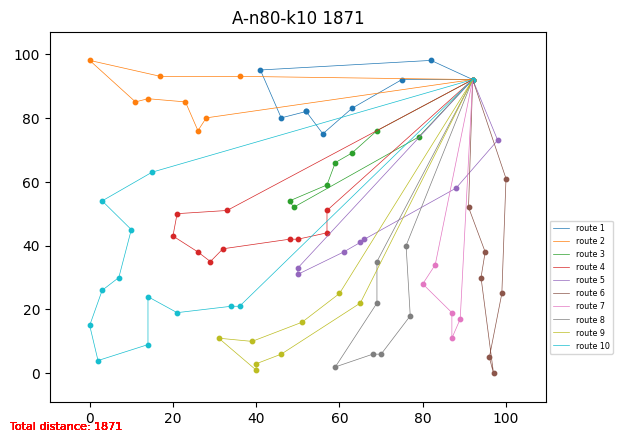 A-n80-k10 1871
100
80
60
40
20
0
0 20 40 60 80 100
route 1
route 2
route 3
route 4
route 5
route 6
route 7
route 8
route 9
route 10
Total distance: 1871